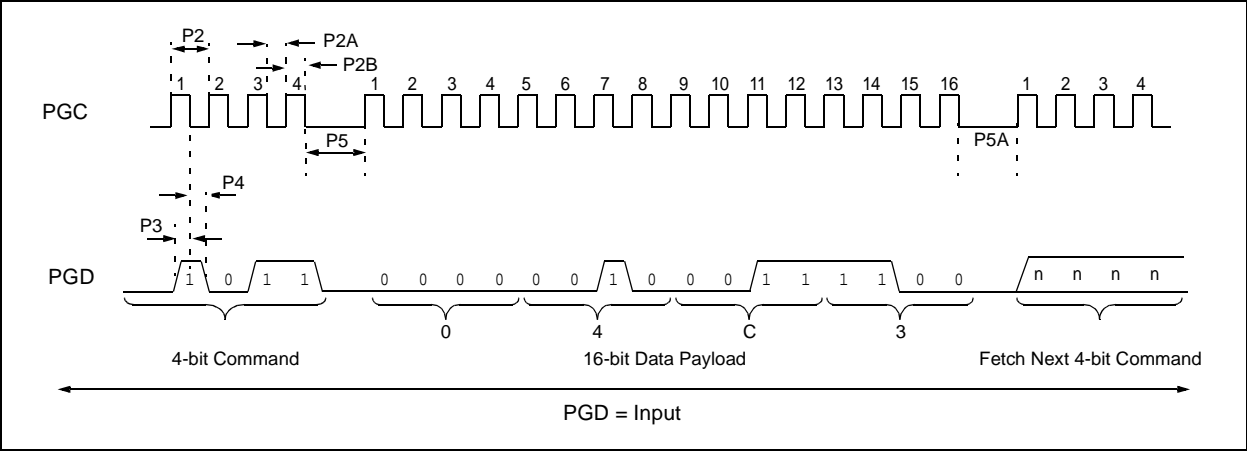 P2
P2A
P2B
1 2 3 4 1 2 3 4 5 6 7 8 9 10 11 12 13 14 15 16 1 2 3 4
PGC
P5
P5A
P4
P3
PGD
1 0 1 1 0 0 0 0 0 0 1 0 0 0 1 1 1 1 0 0 n n n n
0 4 C 3
4-bit Command
16-bit Data Payload
Fetch Next 4-bit Command
PGD = Input